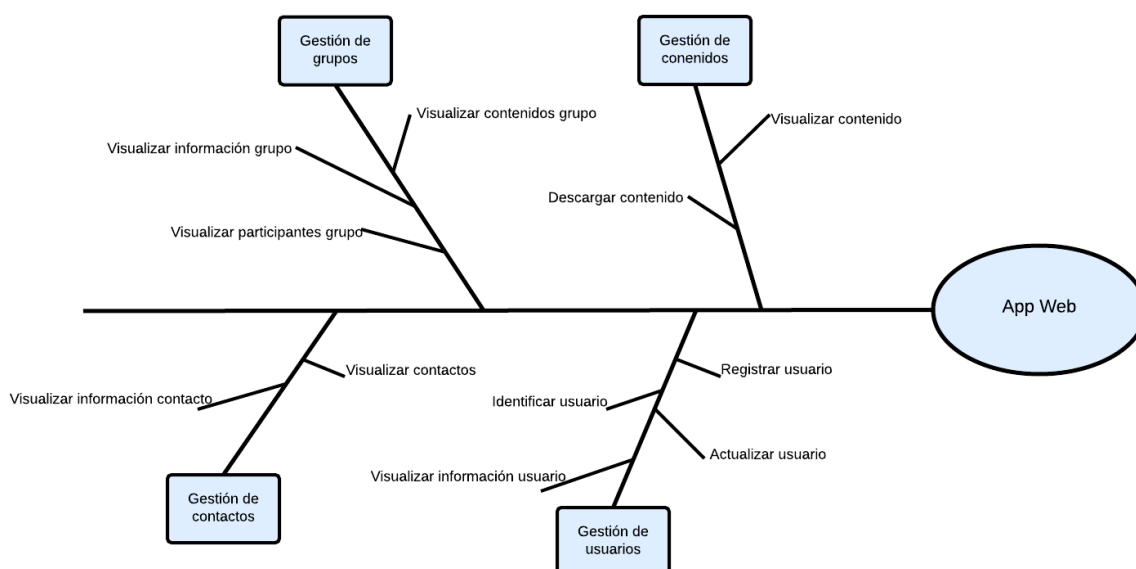 Gestión de
grupos
Gestión de
conenidos
Visualizar contenidos grupo
Visualizar contenido
Visualizar información grupo
Descargar contenido
Visualizar participantes grupo
App Web
Visualizar contactos
Registrar usuario
Visualizar información contacto
Identificar usuario
Actualizar usuario
Visualizar información usuario
Gestión de
contactos
Gestión de
usuarios